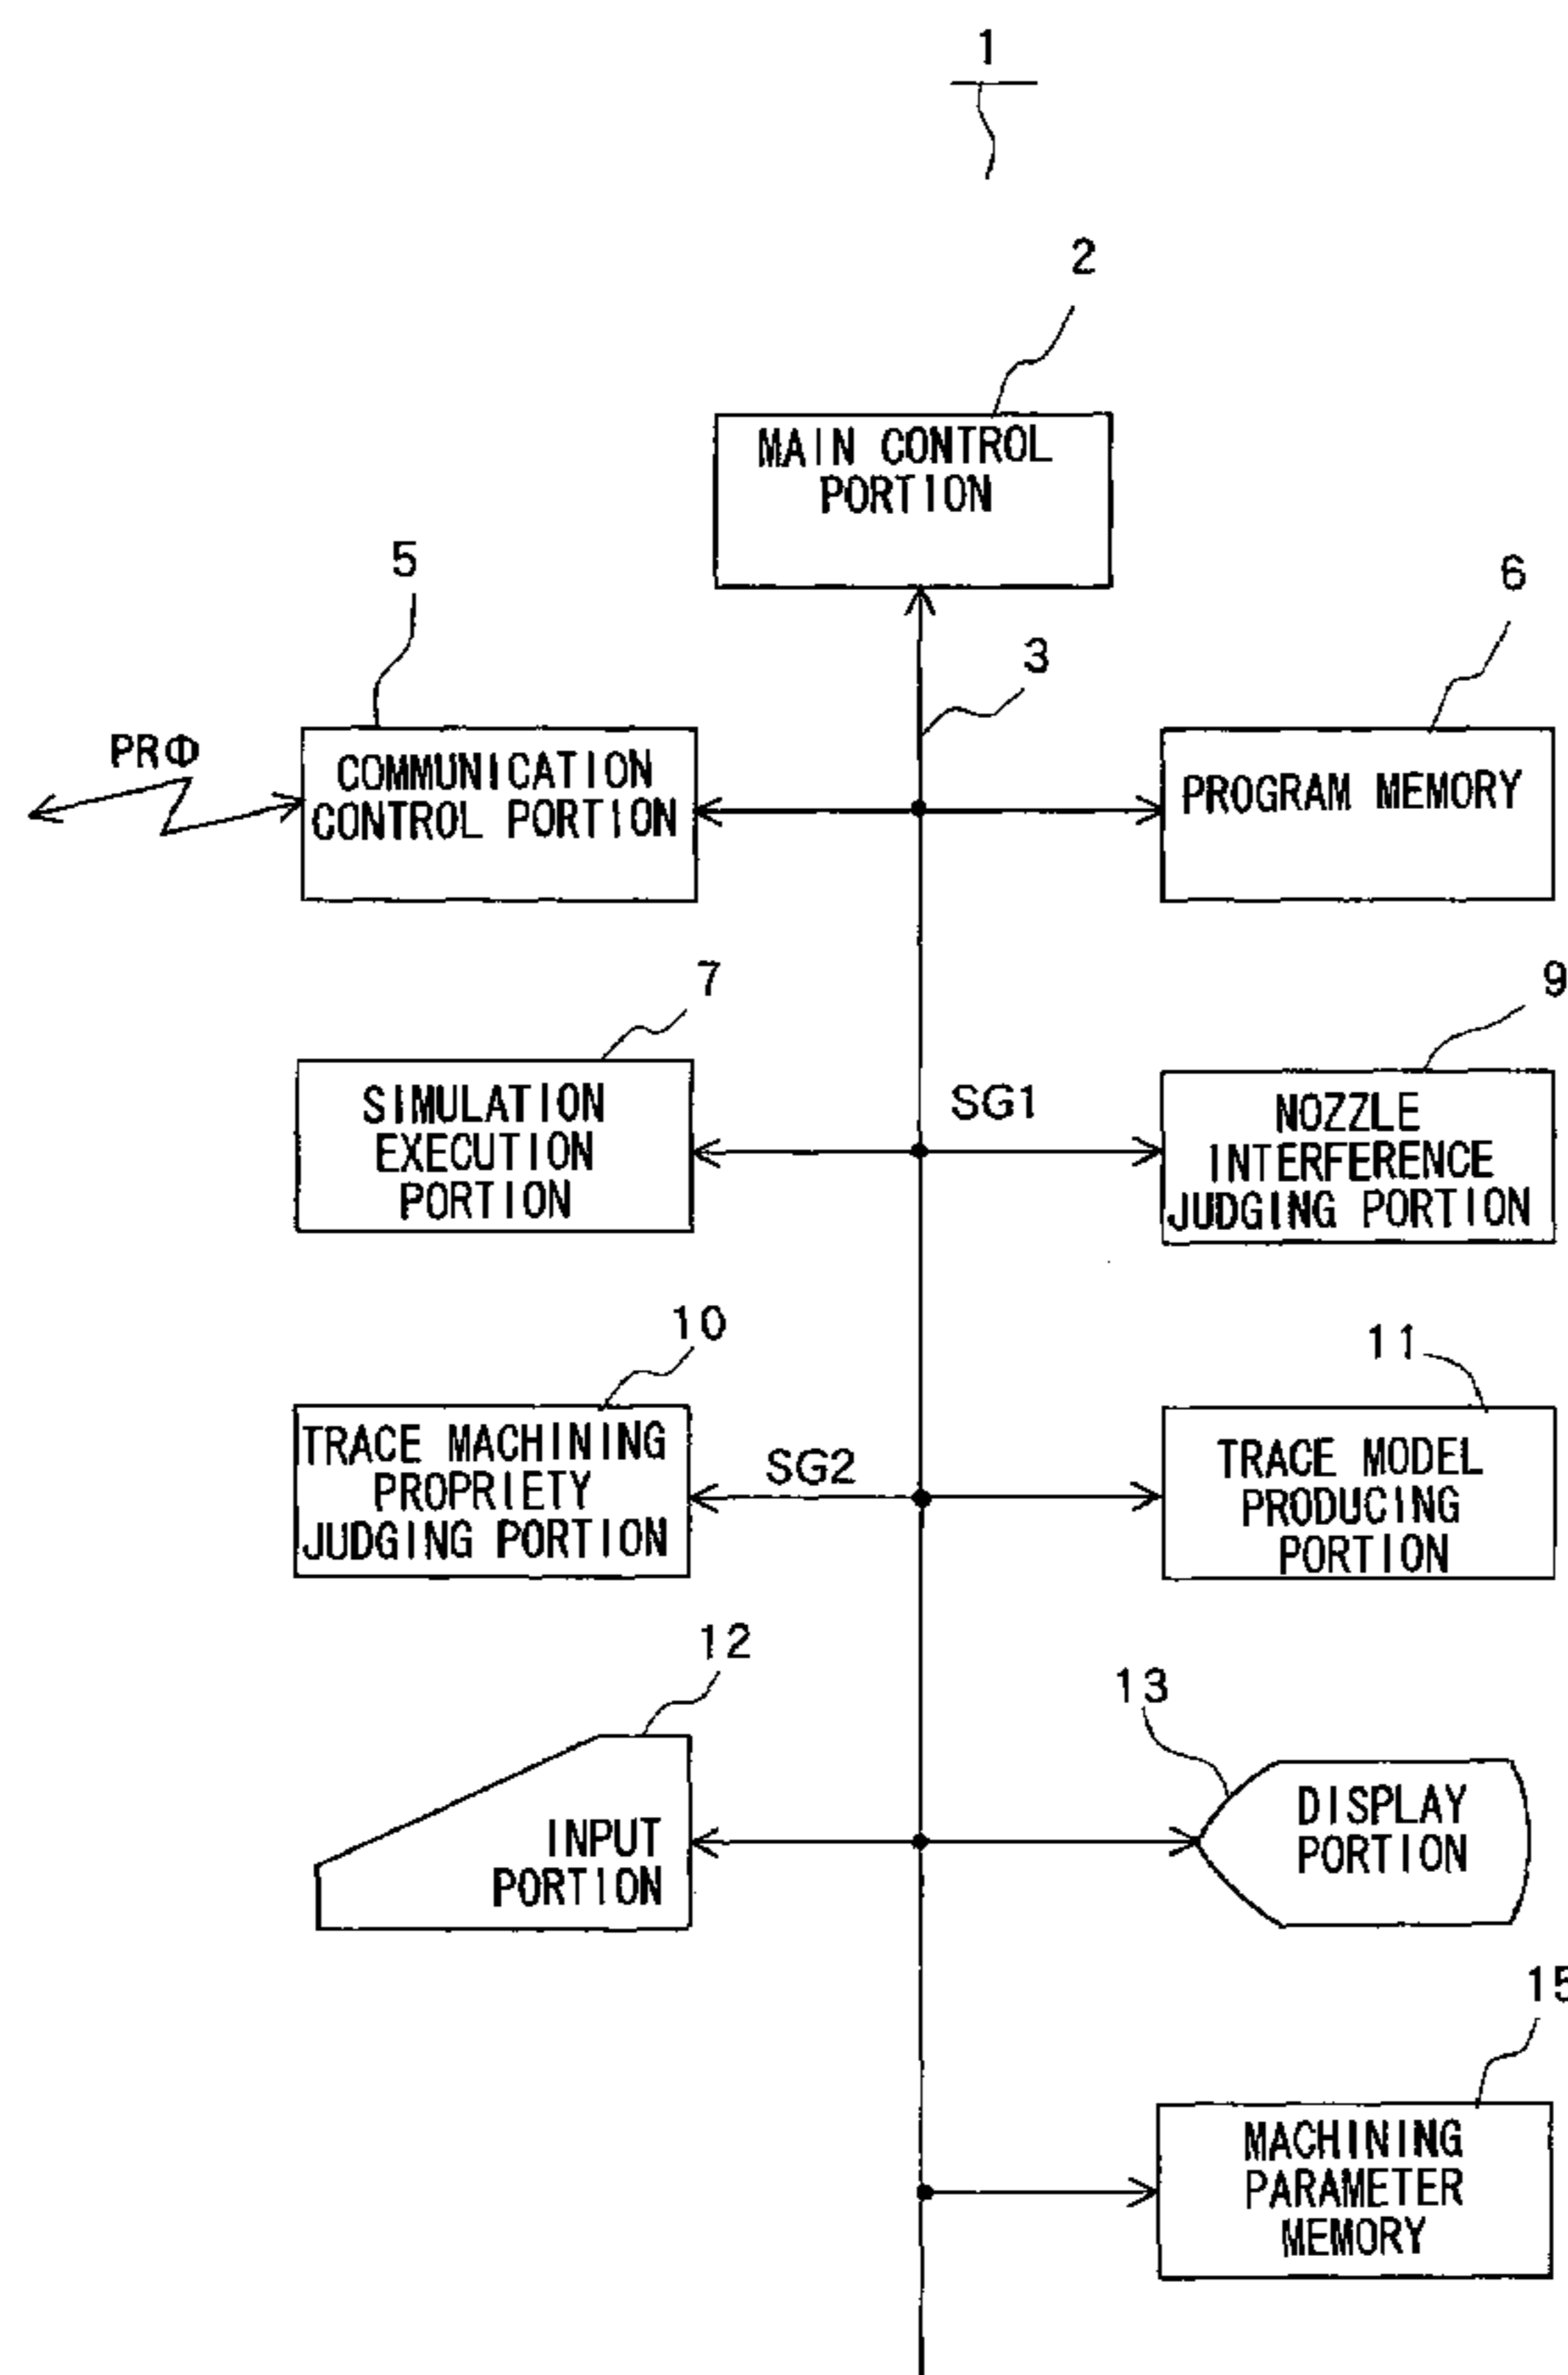 1
2
MAIN CONTROL
PORTION
5
3
6
PRΦ
COMMUNICATION
CONTROL PORTION
PROGRAM MEMORY
7
9
SIMULATION
EXECUTION
PORTION
SG1
NOZZLE
INTERFERENCE
JUDGING PORTION
10
11
TRACE MACHINING
PROPRIETY
JUDGING PORTION
SG2
TRACE MODEL
PRODUCING
PORTION
12
13
INPUT
PORTION
DISPLAY
PORTION
15
MACHINING
PARAMETER
MEMORY